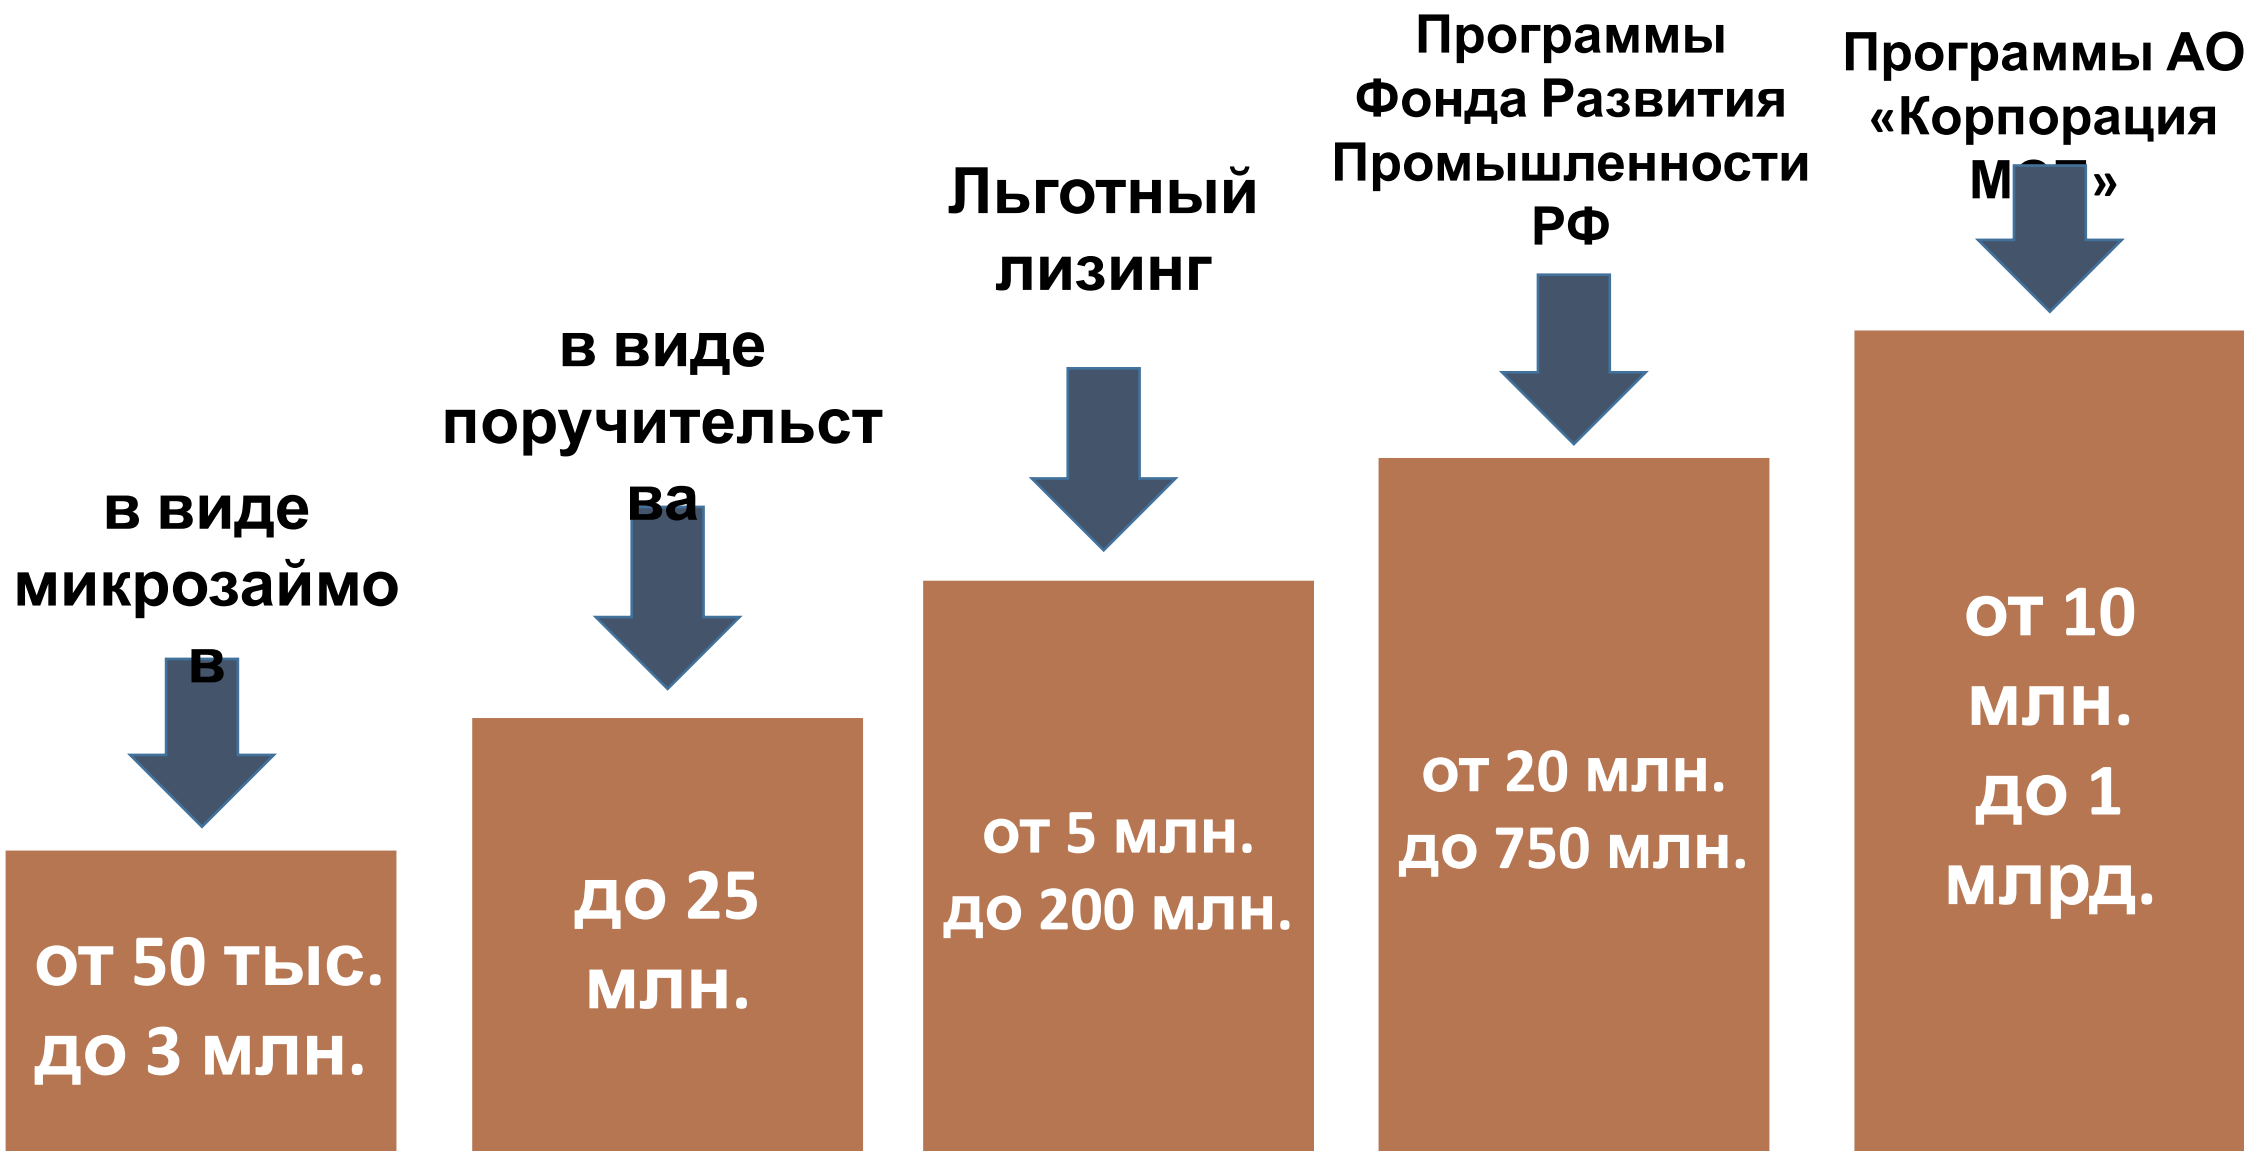 в виде
микрозаймо
в
от 50 тыс.
до 3 млн.
в виде
поручительст
ва
до 25
млн.
Льготный
лизинг
от 5 млн.
до 200 млн.
Программы
Фонда Развития
Промышленности
РФ
от 20 млн.
до 750 млн.
Программы АО
«Корпорация
МСП»
от 10
млн.
до 1
млрд.